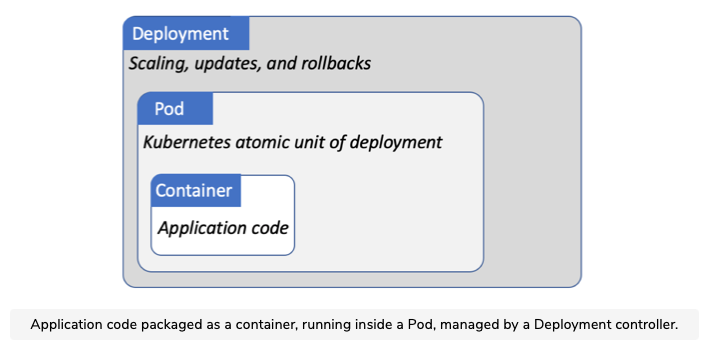 Deployment
Scaling, updates, and rollbacks
Pod
Kubernetes atomic unit of deployment
Container
Application code
Application code packaged as a container, running inside a Pod, managed by a Deployment controller.